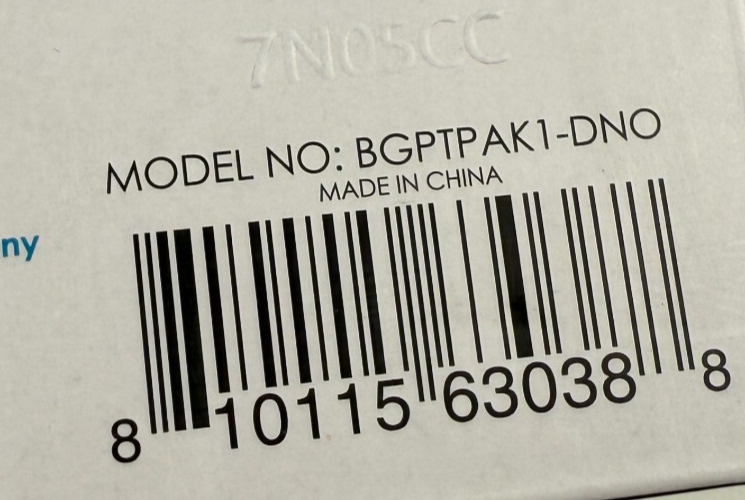 7N05CC
MODEL NO: BGPTPAK1-DNO
MADE IN CHINA
ny
8 10115 63038 8